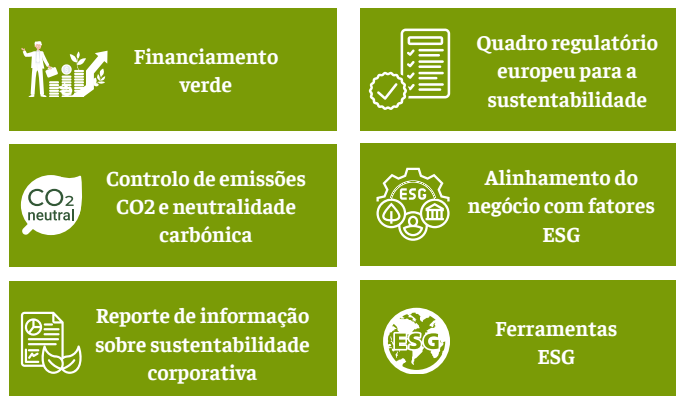 Financiamento
verde
Quadro regulatório
europeu para a
sustentabilidade
CO2
neutral
Controlo de emissões
CO2 e neutralidade
carbónica
ESG
Alinhamento do
negócio com fatores
ESG
Reporte de informação
sobre sustentabilidade
corporativa
ESG
Ferramentas
ESG